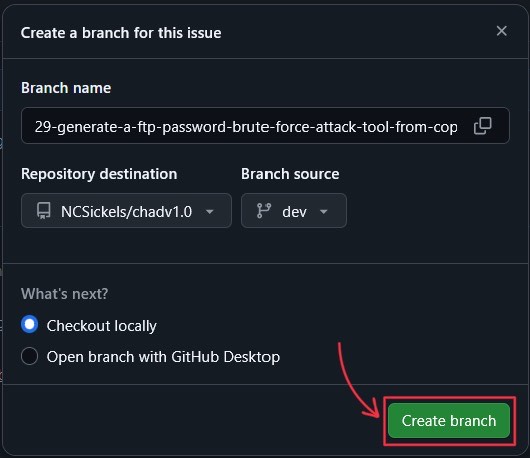 Create a branch for this issue
Branch name
29-generate-a-ftp-password-brute-force-attack-tool-from-cop
Repository destination
Branch source
NCSickels/chadv1.0
dev
What's next?
Checkout locally
Open branch with GitHub Desktop
Create branch